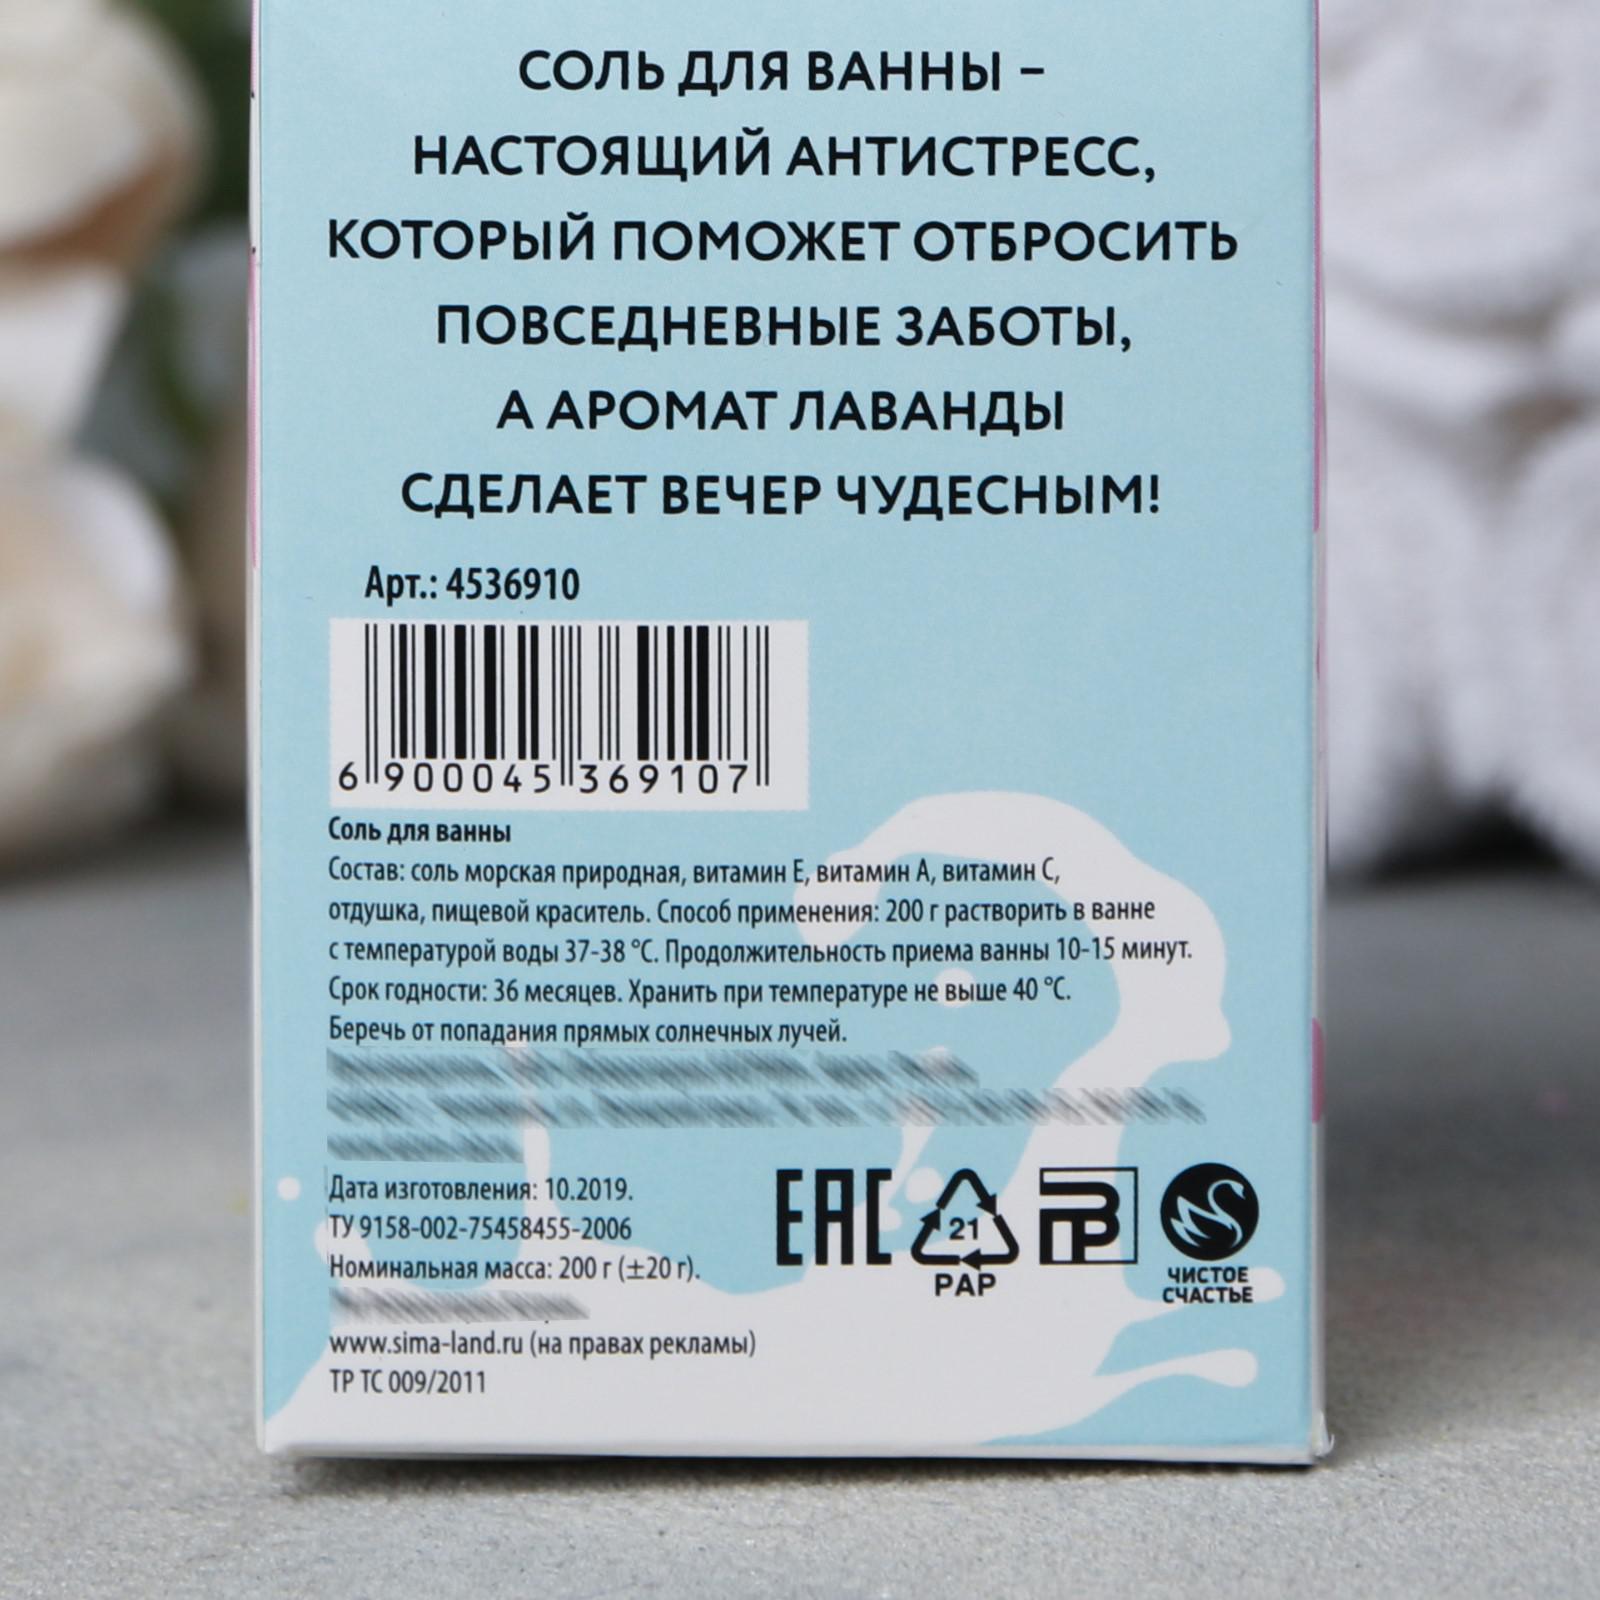 СОЛЬ ДЛЯ ВАННЫ –
НАСТОЯЩИЙ АНТИСТРЕСС,
КОТОРЫЙ ПОМОЖЕТ ОТБРОСИТЬ
ПОВСЕДНЕВНЫЕ ЗАБОТЫ,
А АРОМАТ ЛАВАНДЫ
СДЕЛАЕТ ВЕЧЕР ЧУДЕСНЫМ!
Арт.: 4536910
6 900045 369107
Соль для ванны
Состав: соль морская природная, витамин Е, витамин А, витамин С,
отдушка, пищевой краситель. Способ применения: 200 г растворить в ванне
с температурой воды 37-38 °С. Продолжительность приема ванны 10-15 минут.
Срок годности: 36 месяцев. Хранить при температуре не выше 40 °С.
Беречь от попадания прямых солнечных лучей.
Дата изготовления: 10.2019.
ТУ 9158-002-75458455-2006
Номинальная масса: 200 г (±20 г).
www.sima-land.ru (на правах рекламы)
ТР ТС 009/2011
ЕАС
21
PAP
ЧИСТОЕ
СЧАСТЬЕ